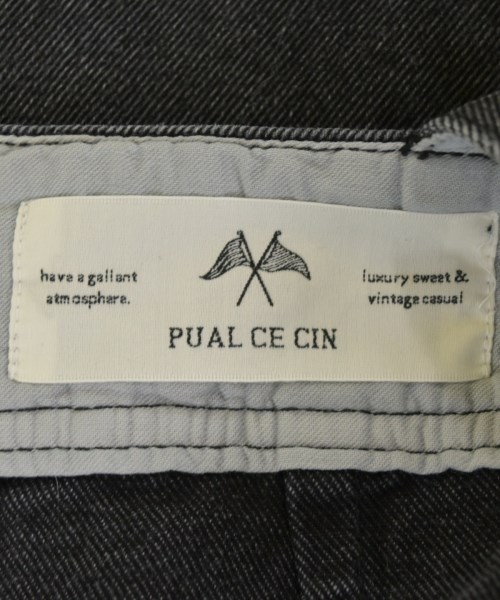 have a gallant
atmosphere.
luxury sweet &
vintage casual
PUAL CE CIN